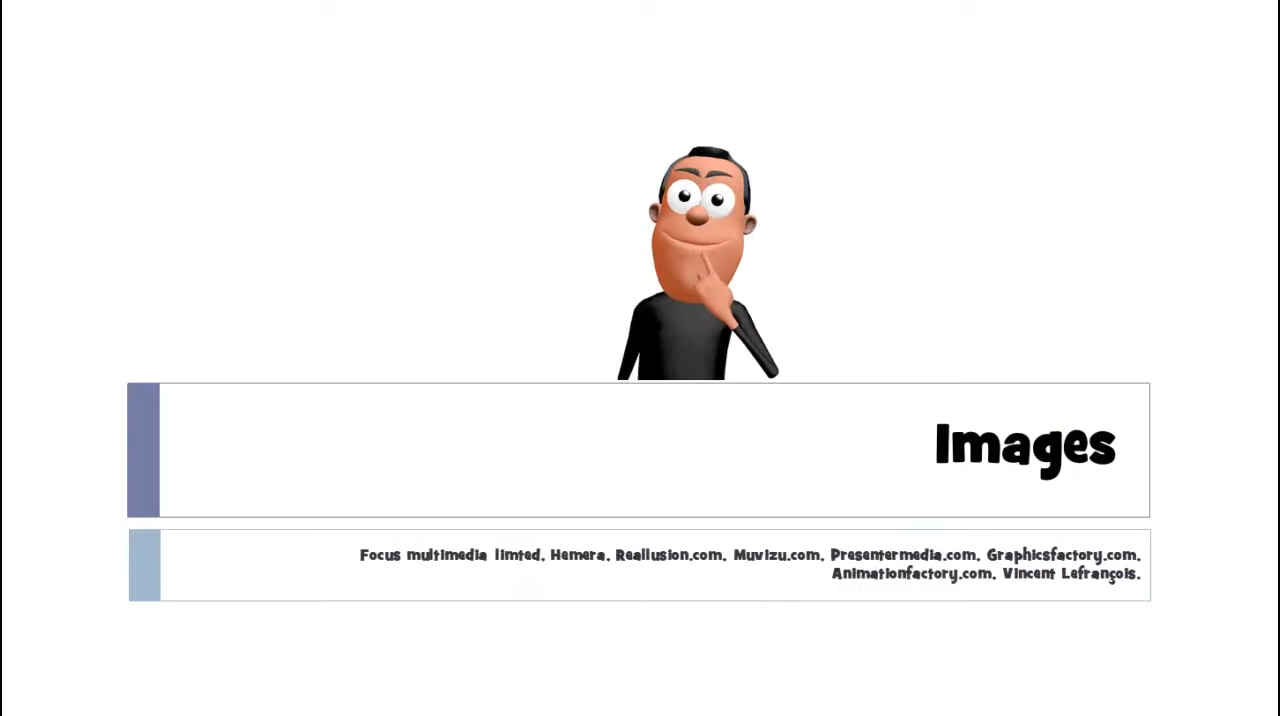 Images
Focus multimedia limted, Hemera, Reallusion.com, Muvizu.com, Presentermedia.com, Graphicsfactory.com,
Animationfactory.com, Vincent Lefrançois.